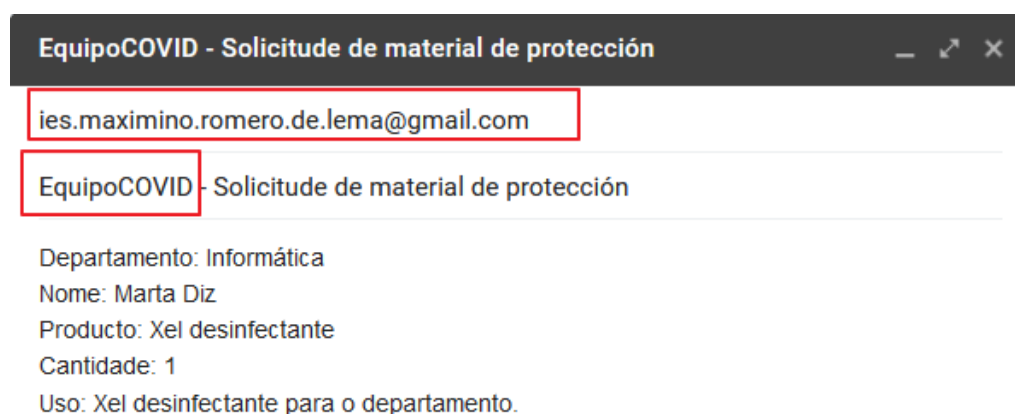 EquipoCOVID - Solicitude de material de protección
ies.maximino.romero.de.lema@gmail.com
EquipoCOVID - Solicitude de material de protección
Departamento: Informática
Nome: Marta Diz
Producto: Xel desinfectante
Cantidade: 1
Uso: Xel desinfectante para o departamento.